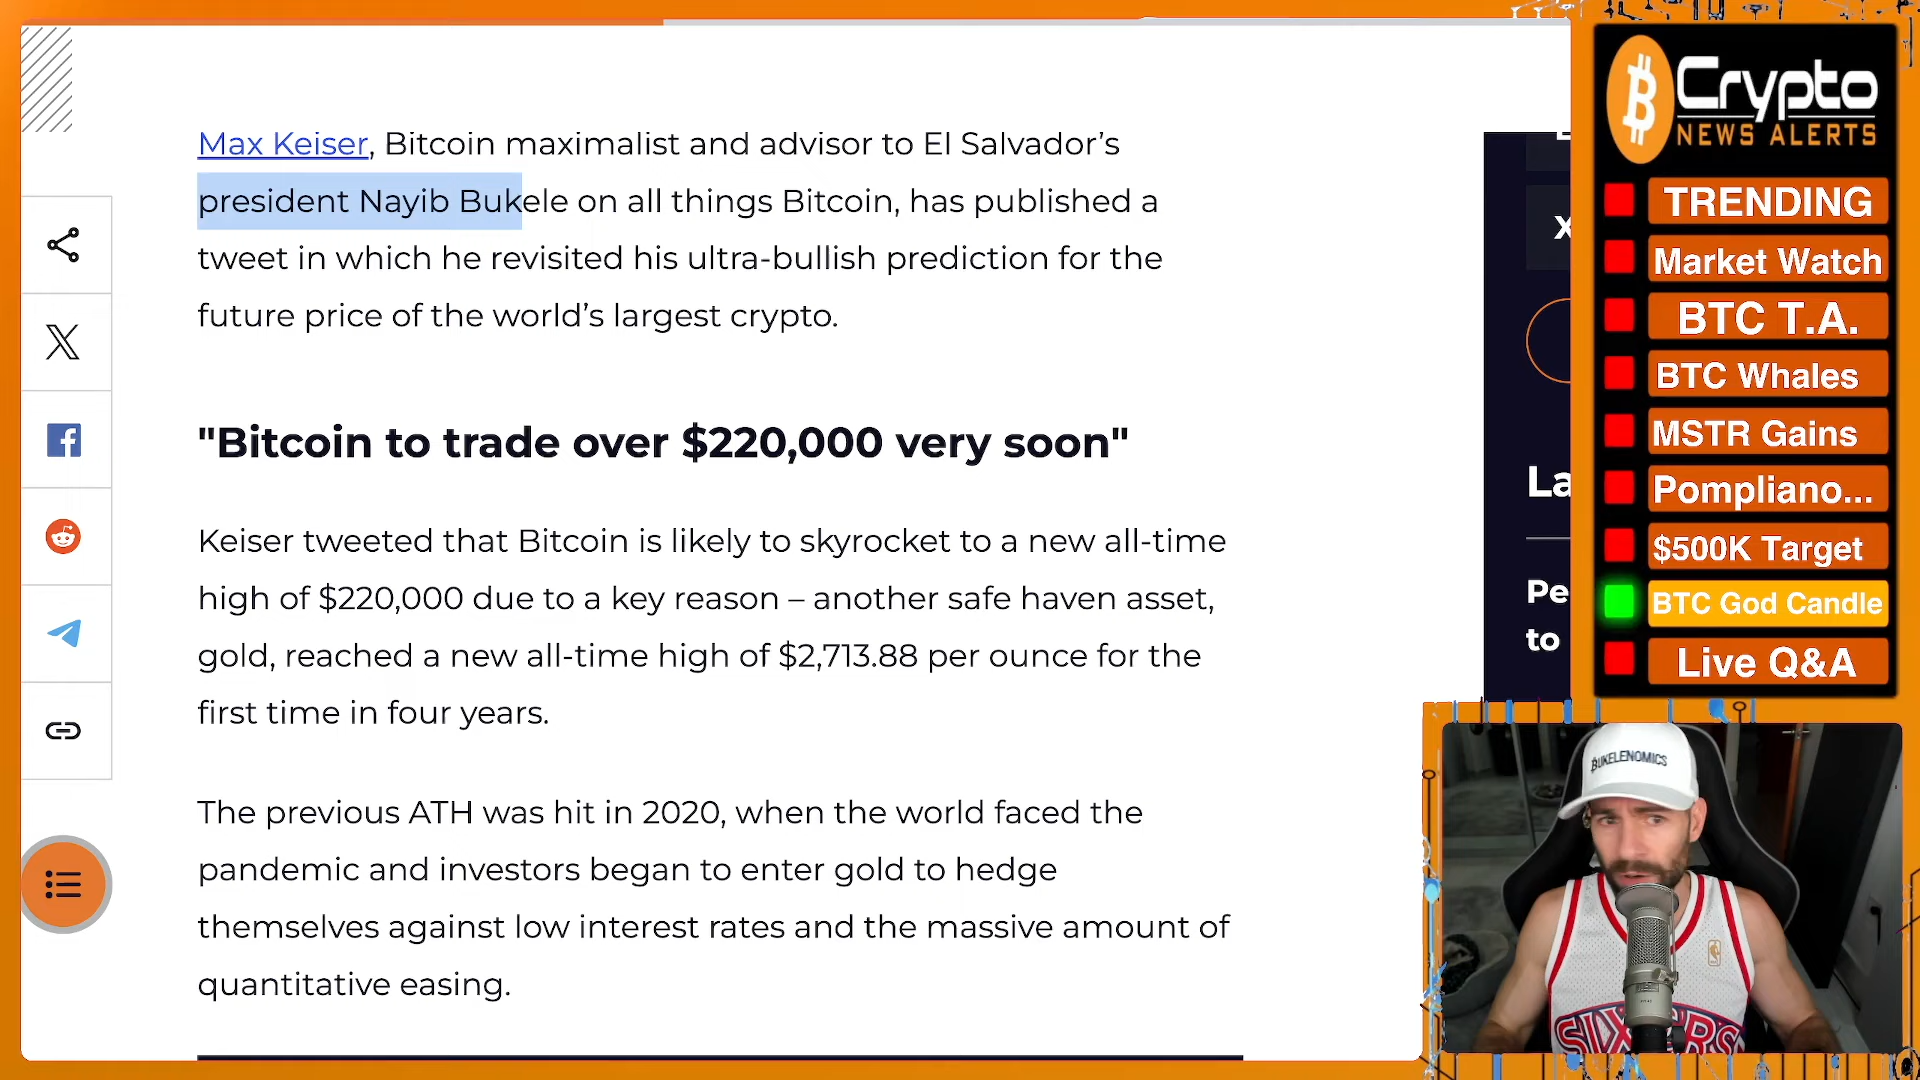 Max Keiser, Bitcoin maximalist and advisor to El Salvador’s
president Nayib Bukele on all things Bitcoin, has published a
tweet in which he revisited his ultra-bullish prediction for the
future price of the world’s largest crypto.
"Bitcoin to trade over $220,000 very soon"
Keiser tweeted that Bitcoin is likely to skyrocket to a new all-time
high of $220,000 due to a key reason – another safe haven asset,
gold, reached a new all-time high of $2,713.88 per ounce for the
first time in four years.
The previous ATH was hit in 2020, when the world faced the
pandemic and investors began to enter gold to hedge
themselves against low interest rates and the massive amount of
quantitative easing.
X
La
Pe
to
Crypto
NEWS ALERTS
TRENDING
Market Watch
BTC T.A.
BTC Whales
MSTR Gains
Pompliano...
$500K Target
BTC God Candle
Live Q&A
BUKELENOMICS
SIXERS